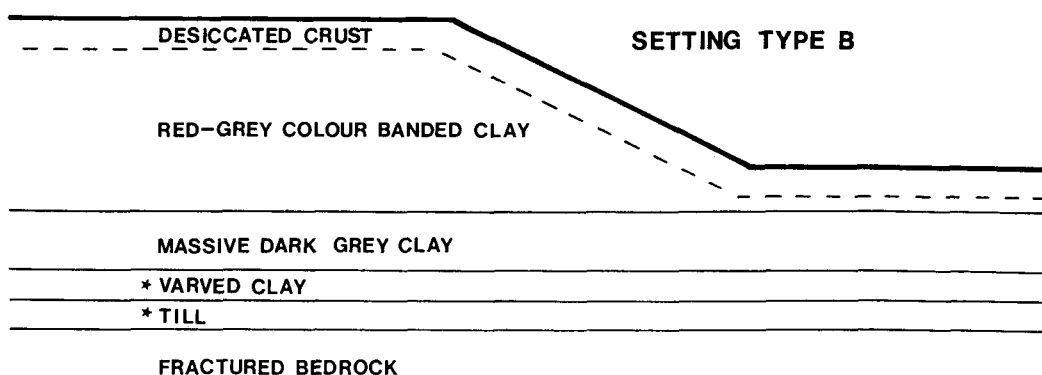 DESICCATED CRUST
SETTING TYPE B
RED-GREY COLOUR BANDED CLAY
MASSIVE DARK GREY CLAY
* VARVED CLAY
* TILL
FRACTURED BEDROCK